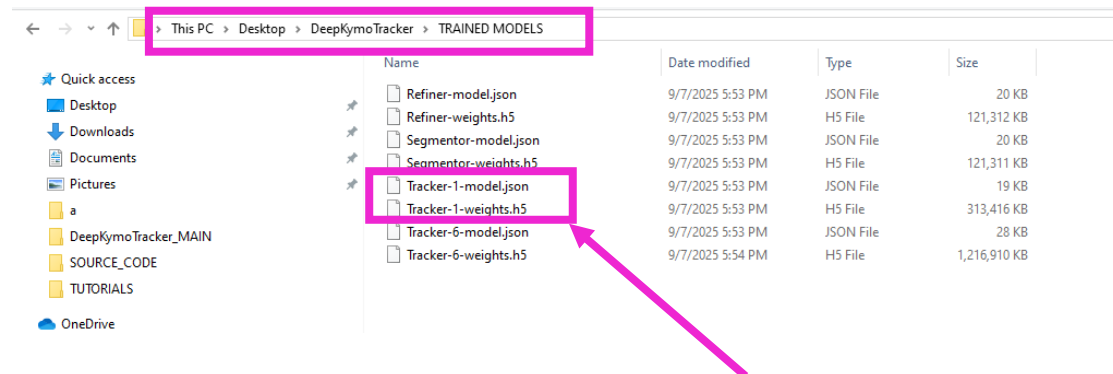 This PC > Desktop > DeepKymoTracker > TRAINED MODELS
Name Date modified Type Size
Quick access
Desktop
Downloads
Documents
Pictures
a
DeepKymoTracker_MAIN
SOURCE_CODE
TUTORIALS
OneDrive
Refiner-model.json 9/7/2025 5:53 PM JSON File 20 KB
Refiner-weights.h5 9/7/2025 5:53 PM H5 File 121,312 KB
Segmentor-model.json 9/7/2025 5:53 PM JSON File 20 KB
Segmentor-weights.h5 9/7/2025 5:53 PM H5 File 121,311 KB
Tracker-1-model.json 9/7/2025 5:53 PM JSON File 19 KB
Tracker-1-weights.h5 9/7/2025 5:53 PM H5 File 313,416 KB
Tracker-6-model.json 9/7/2025 5:53 PM JSON File 28 KB
Tracker-6-weights.h5 9/7/2025 5:54 PM H5 File 1,216,910 KB